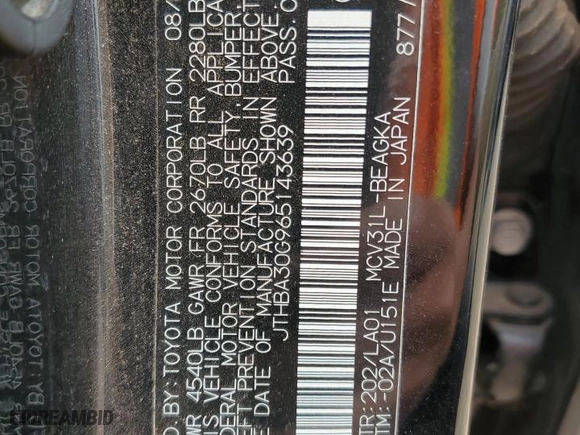 D BY: TOYOTA MOTOR CORPORATION 08/
WR 4540LB GAWR FR 2670LB RR 2280LB
IS VEHICLE CONFORMS TO ALL APPLICA
DERAL MOTOR VEHICLE SAFETY, BUMPER,
EFT PREVENTION STANDARDS IN EFFECT
E DATE OF MANUFACTURE SHOWN ABOVE.
JTHBA30G965143639 PASS.
TR:202/LA01 MCV31L-BEAGKA 877/
TM:-02A/U151E MADE IN JAPAN